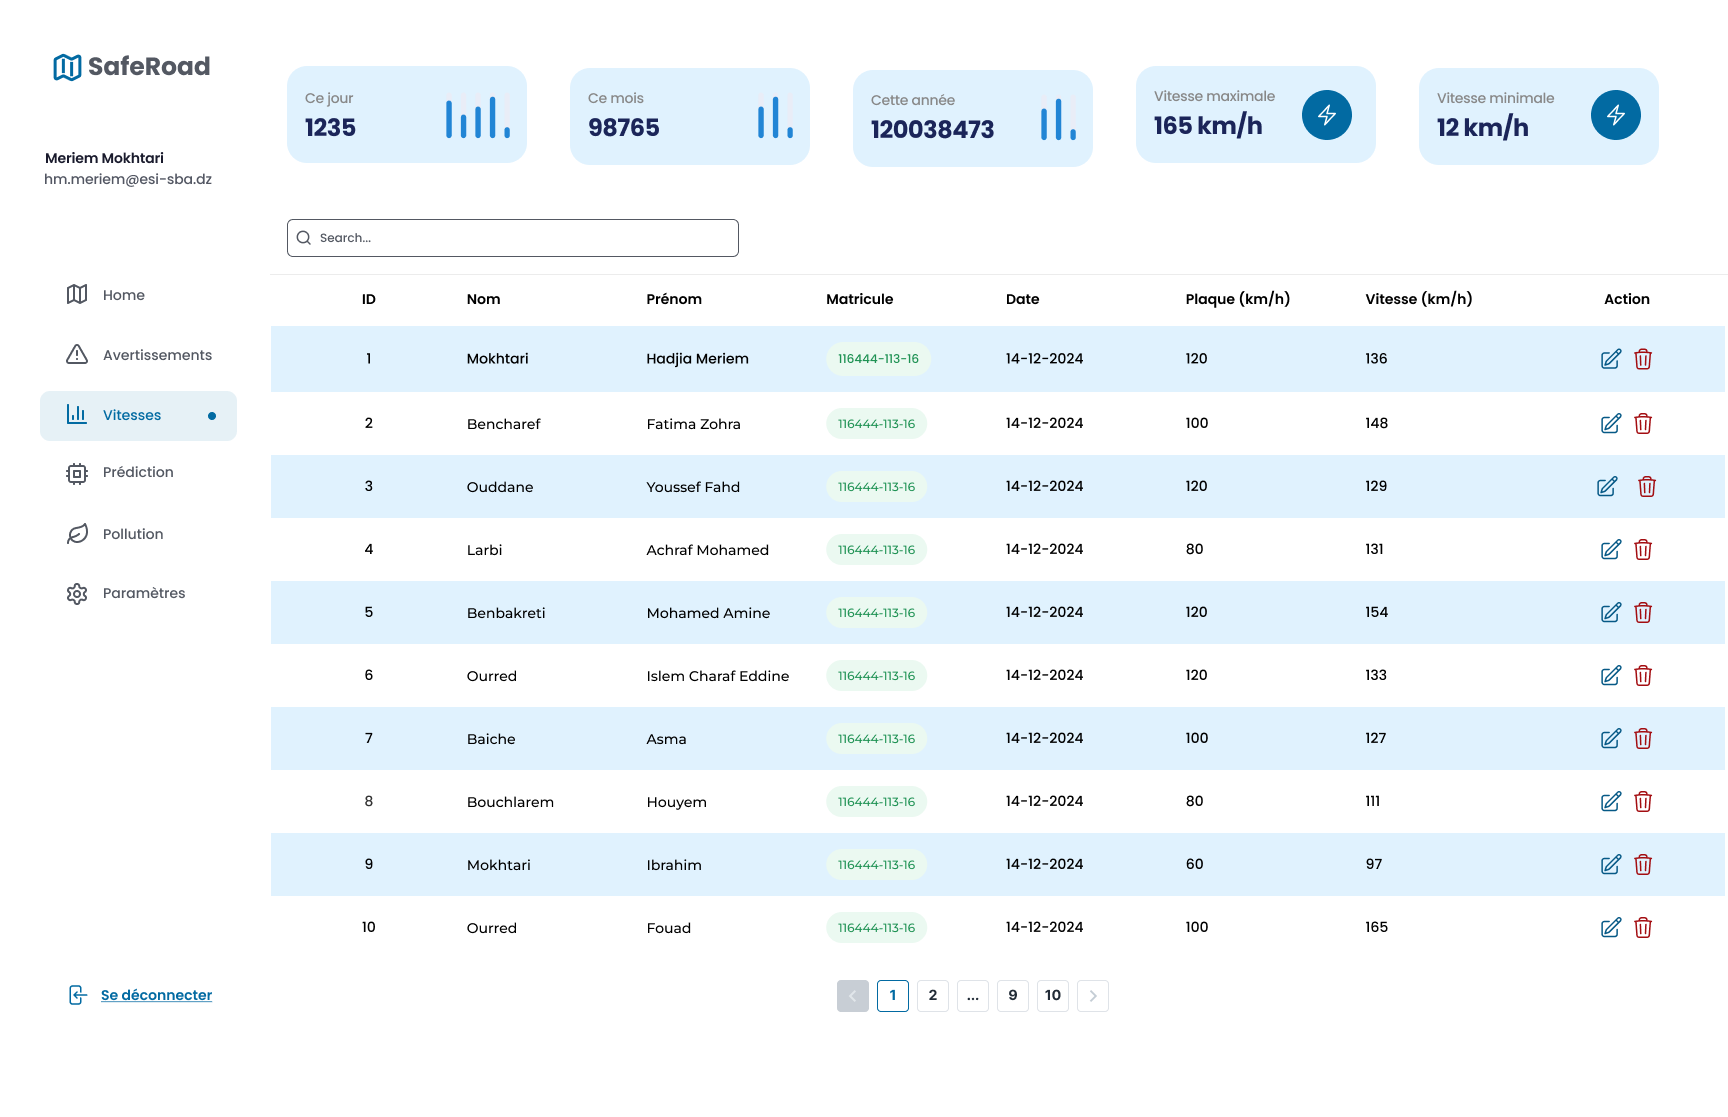 SafeRoad
Meriem Mokhtari
hm.meriem@esi-sba.dz
Home
Avertissements
Vitesses
Prédiction
Pollution
Paramètres
Se déconnecter
Ce jour
1235
Ce mois
98765
Cette année
120038473
Vitesse maximale
165 km/h
Vitesse minimale
12 km/h
Search...
ID Nom Prénom Matricule Date Plaque (km/h) Vitesse (km/h) Action
1 Mokhtari Hadjia Meriem 116444-113-16 14-12-2024 120 136
2 Bencharef Fatima Zohra 116444-113-16 14-12-2024 100 148
3 Ouddane Youssef Fahd 116444-113-16 14-12-2024 120 129
4 Larbi Achraf Mohamed 116444-113-16 14-12-2024 80 131
5 Benbakreti Mohamed Amine 116444-113-16 14-12-2024 120 154
6 Ourred Islem Charaf Eddine 116444-113-16 14-12-2024 120 133
7 Baiche Asma 116444-113-16 14-12-2024 100 127
8 Bouchlarem Houyem 116444-113-16 14-12-2024 80 111
9 Mokhtari Ibrahim 116444-113-16 14-12-2024 60 97
10 Ourred Fouad 116444-113-16 14-12-2024 100 165
1 2 ... 9 10